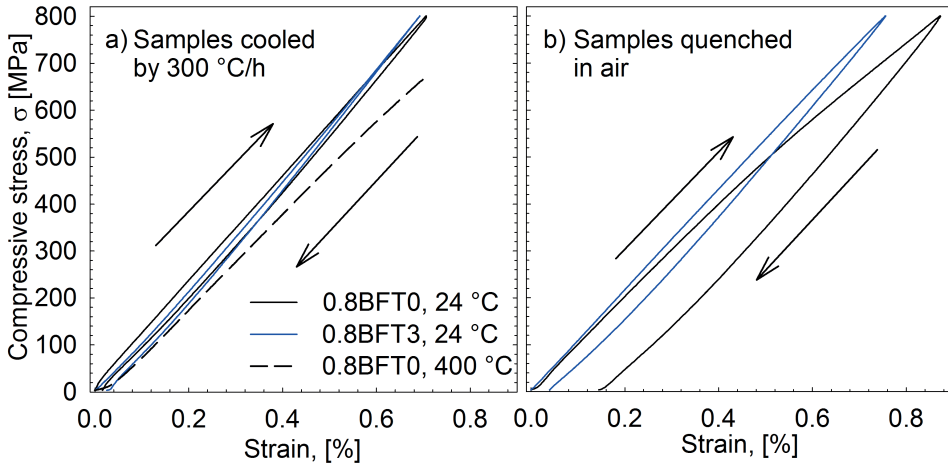 a) Samples cooled
by 300 °C/h
b) Samples quenched
in air
Compressive stress, σ [MPa]
800
700
600
500
400
300
200
100
0
0.8BFT0, 24 °C
0.8BFT3, 24 °C
0.8BFT0, 400 °C
0.0 0.2 0.4 0.6 0.8
Strain, [%]
0.0 0.2 0.4 0.6 0.8
Strain, [%]